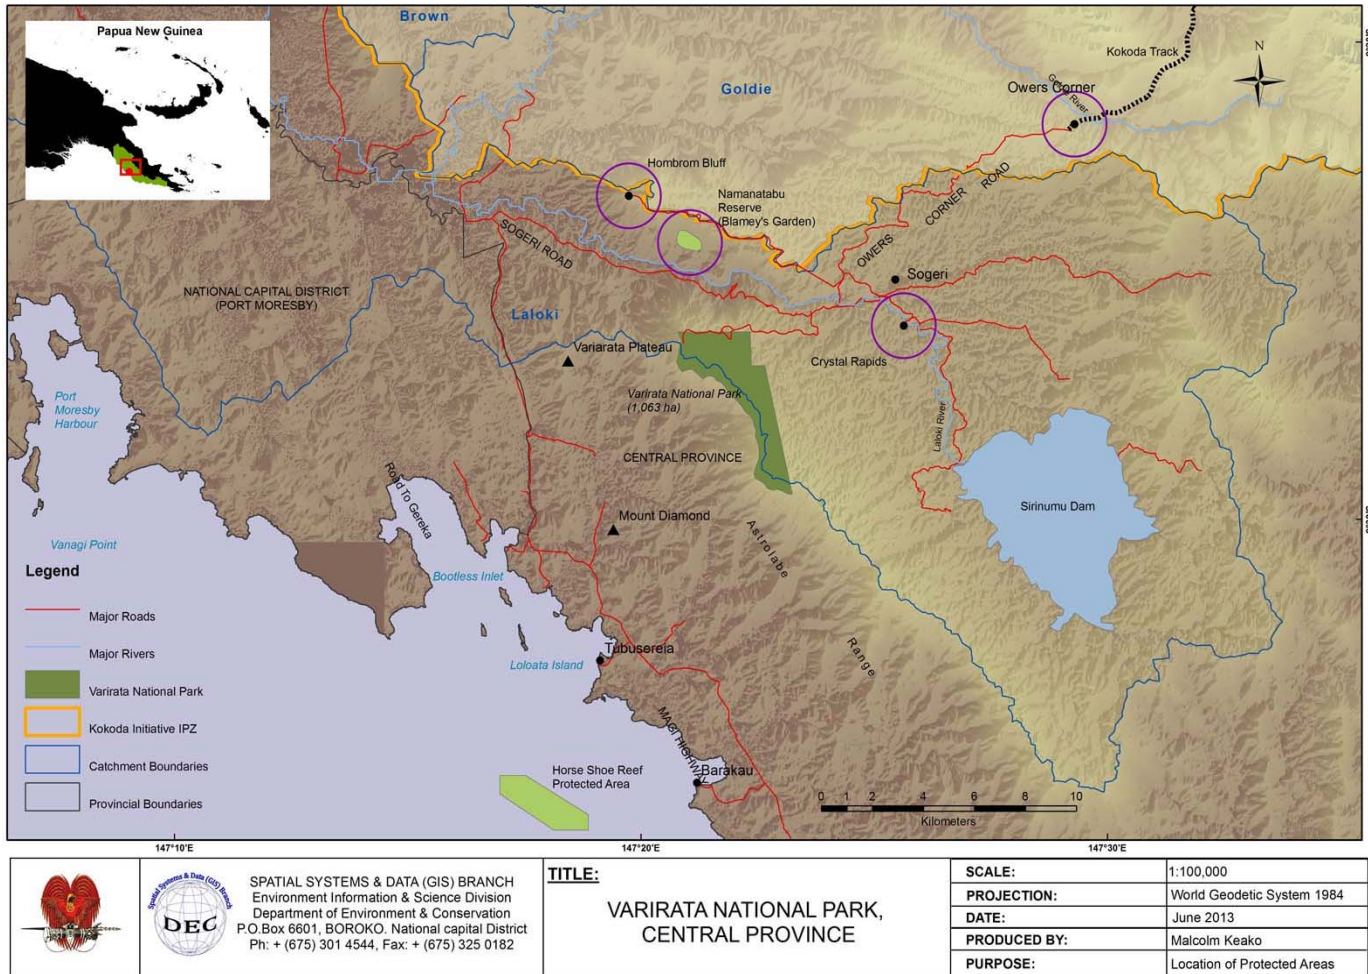 Papua New Guinea
Brown
Goldie
Kokoda Track
N
Owers Corner
Hombrom Bluff
Namanatabu
Reserve
(Blamey's Garden)
OWERS CORNER ROAD
SOGERI ROAD
Sogeri
NATIONAL CAPITAL DISTRICT
(PORT MORESBY)
Laloki
Variarata Plateau
Crystal Rapids
Varirata National Park
(1,063 ha)
Port
Moresby
Harbour
Laloki River
CENTRAL PROVINCE
Road To Gereka
Sirinumu Dam
Mount Diamond
Vanagi Point
Astrolabe
Range
Bootless Inlet
Legend
Major Roads
Major Rivers
Varirata National Park
Kokoda Initiative IPZ
Catchment Boundaries
Provincial Boundaries
Tubusereia
Loloata Island
MAGI HIGHWAY
Barakau
Horse Shoe Reef
Protected Area
0 1 2 4 6 8 10
Kilometers
147°10'E
147°20'E
147°30'E
Spatial Systems & Data (GIS) Branch
DEC
SPATIAL SYSTEMS & DATA (GIS) BRANCH
Environment Information & Science Division
Department of Environment & Conservation
P.O.Box 6601, BOROKO. National capital District
Ph: + (675) 301 4544, Fax: + (675) 325 0182
TITLE:
VARIRATA NATIONAL PARK,
CENTRAL PROVINCE
SCALE: 1:100,000
PROJECTION: World Geodetic System 1984
DATE: June 2013
PRODUCED BY: Malcolm Keako
PURPOSE: Location of Protected Areas